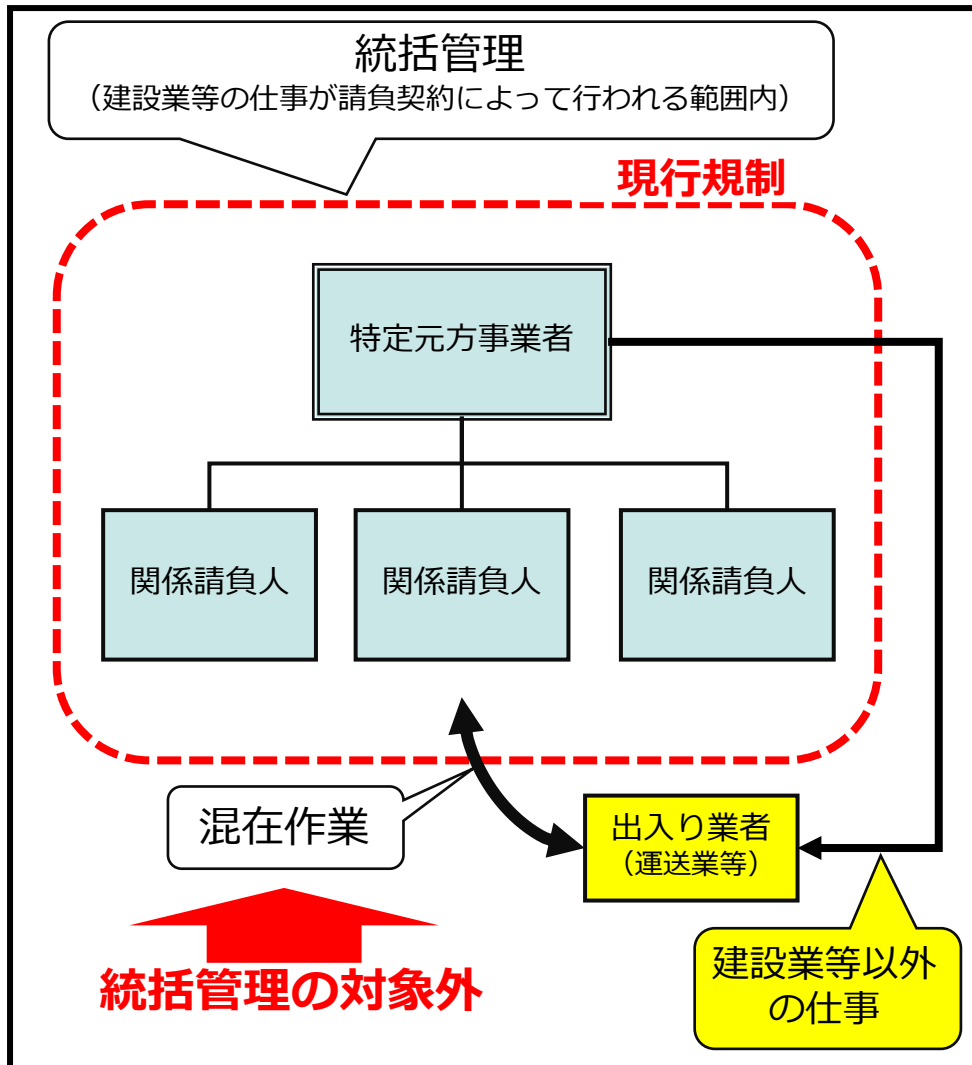 統括管理
（建設業等の仕事が請負契約によって行われる範囲内）
現行規制
特定元方事業者
関係請負人
関係請負人
関係請負人
混在作業
出入り業者
（運送業等）
統括管理の対象外
建設業等以外
の仕事